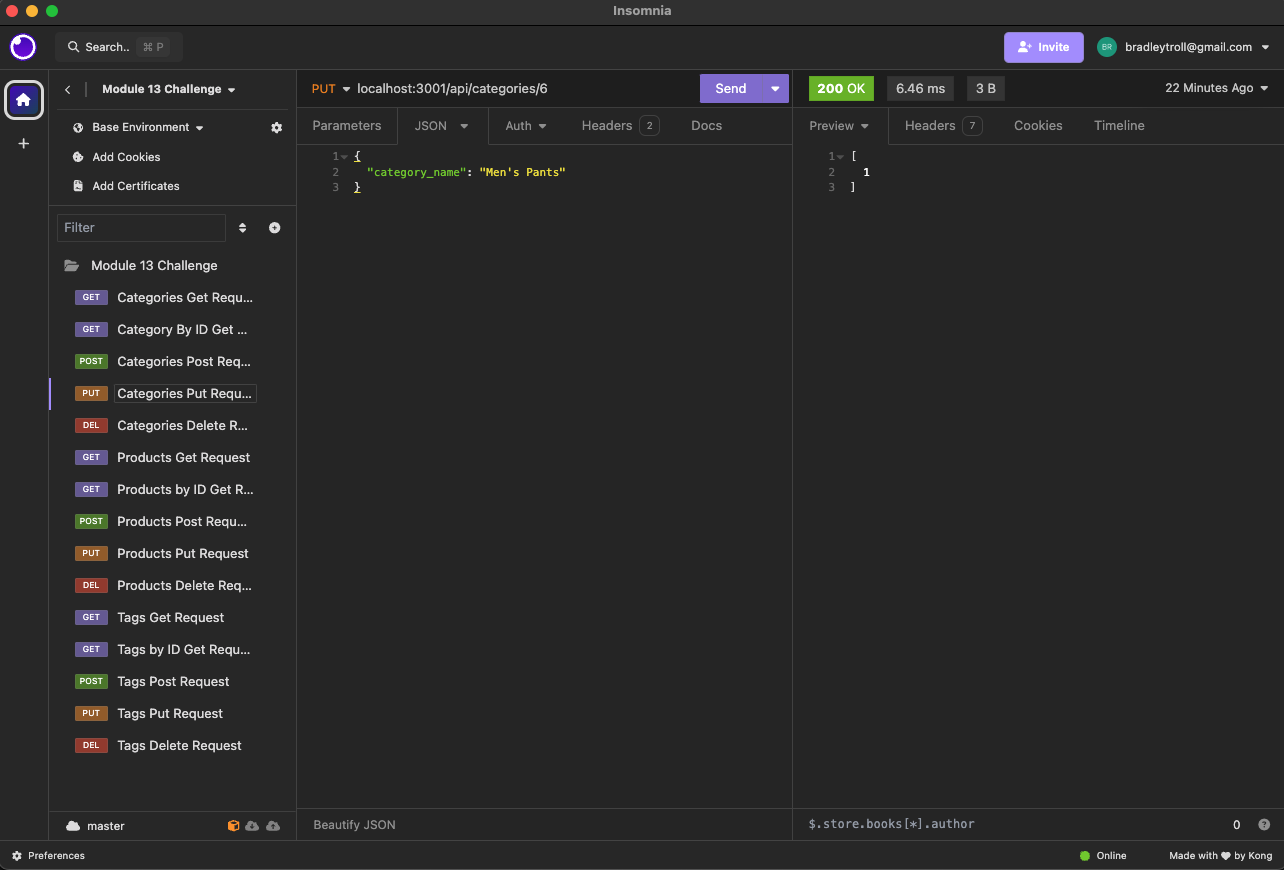 Insomnia
Search.. ⌘ P
Invite
BR bradleytroll@gmail.com
Module 13 Challenge
Base Environment
Add Cookies
Add Certificates
Filter
Module 13 Challenge
GET Categories Get Requ...
GET Category By ID Get ...
POST Categories Post Req...
PUT Categories Put Requ...
DEL Categories Delete R...
GET Products Get Request
GET Products by ID Get R...
POST Products Post Requ...
PUT Products Put Request
DEL Products Delete Req...
GET Tags Get Request
GET Tags by ID Get Requ...
POST Tags Post Request
PUT Tags Put Request
DEL Tags Delete Request
master
PUT localhost:3001/api/categories/6 Send
Parameters JSON Auth Headers 2 Docs
1 {
2 "category_name": "Men's Pants"
3 }
Beautify JSON
200 OK 6.46 ms 3 B 22 Minutes Ago
Preview Headers 7 Cookies Timeline
1 [
2 1
3 ]
$.store.books[*].author 0
Preferences
Online
Made with ♥ by Kong